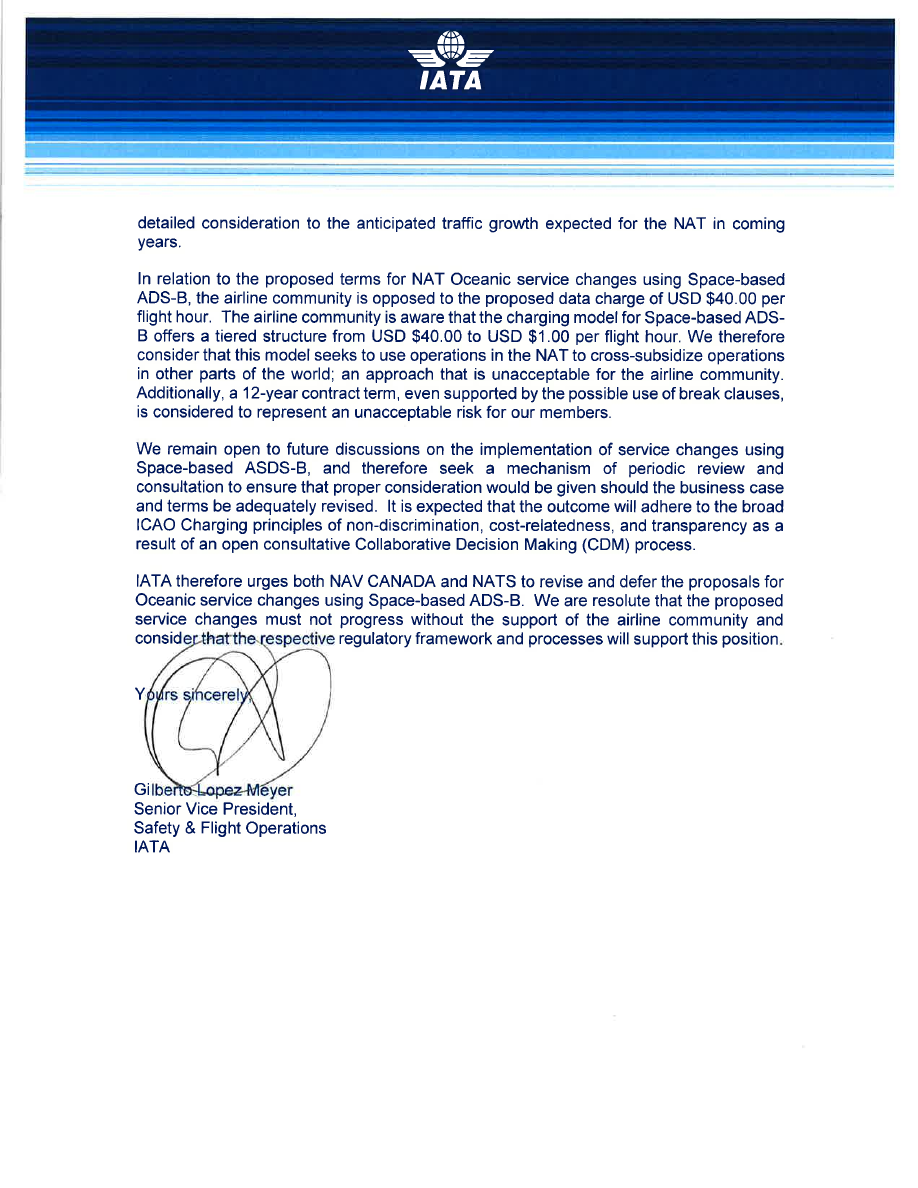 IATA
detailed consideration to the anticipated traffic growth expected for the NAT in coming
years.
In relation to the proposed terms for NAT Oceanic service changes using Space-based
ADS-B, the airline community is opposed to the proposed data charge of USD $40.00 per
flight hour. The airline community is aware that the charging model for Space-based ADS-
B offers a tiered structure from USD $40.00 to USD $1.00 per flight hour. We therefore
consider that this model seeks to use operations in the NAT to cross-subsidize operations
in other parts of the world; an approach that is unacceptable for the airline community.
Additionally, a 12-year contract term, even supported by the possible use of break clauses,
is considered to represent an unacceptable risk for our members.
We remain open to future discussions on the implementation of service changes using
Space-based ASDS-B, and therefore seek a mechanism of periodic review and
consultation to ensure that proper consideration would be given should the business case
and terms be adequately revised. It is expected that the outcome will adhere to the broad
ICAO Charging principles of non-discrimination, cost-relatedness, and transparency as a
result of an open consultative Collaborative Decision Making (CDM) process.
IATA therefore urges both NAV CANADA and NATS to revise and defer the proposals for
Oceanic service changes using Space-based ADS-B. We are resolute that the proposed
service changes must not progress without the support of the airline community and
consider that the respective regulatory framework and processes will support this position.
Yours sincerely,
Gilberto Lopez Meyer
Senior Vice President,
Safety & Flight Operations
IATA